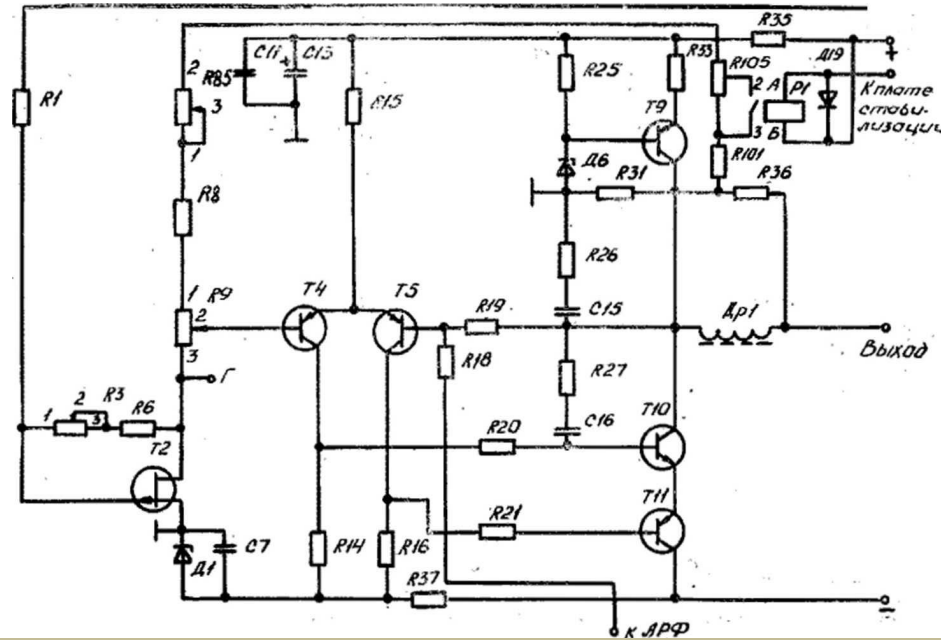 R35
R1
2
3
1
R85
C11
+
C13
R15
R25
T9
R33
R105
2
А
3
Б
P1
Д19
+
К плате
стаби-
лизации
Д6
R31
R101
R36
R8
R26
1
R9
2
3
T4
T5
R19
C15
Др1
Выход
R18
Г
R27
1
2
R3
3
R6
R20
C16
T10
T2
R21
T11
Д1
C7
R14
R16
R37
−
к АРФ